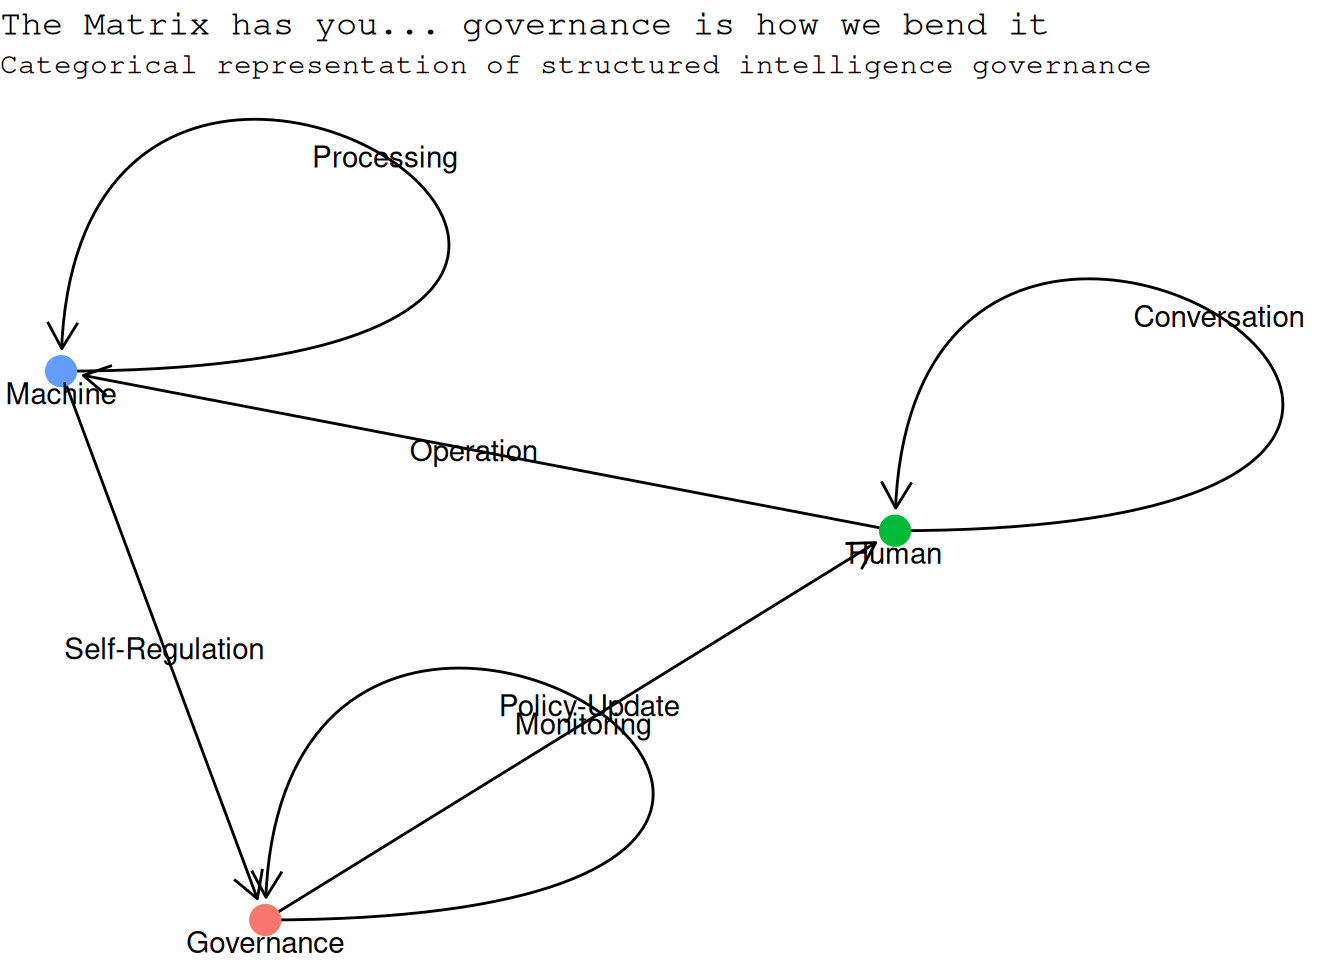 The Matrix has you... governance is how we bend it
Categorical representation of structured intelligence governance
Processing
Conversation
Machine
Operation
Human
Self-Regulation
Policy-Update
Monitoring
Governance